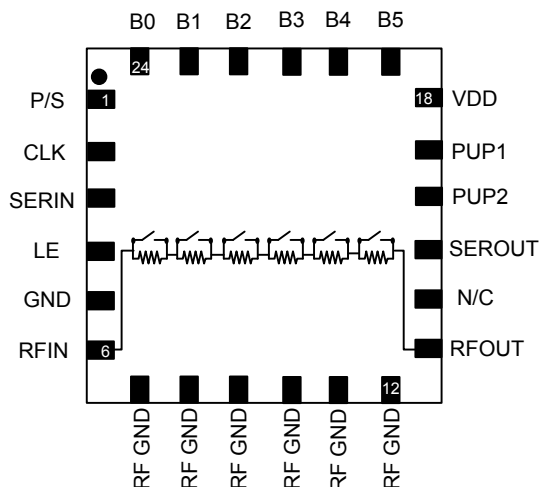 B0 B1 B2 B3 B4 B5
24
P/S 1 18 VDD
CLK PUP1
SERIN PUP2
LE SEROUT
GND N/C
RFIN 6 RFOUT
12
RF GND RF GND RF GND RF GND RF GND RF GND